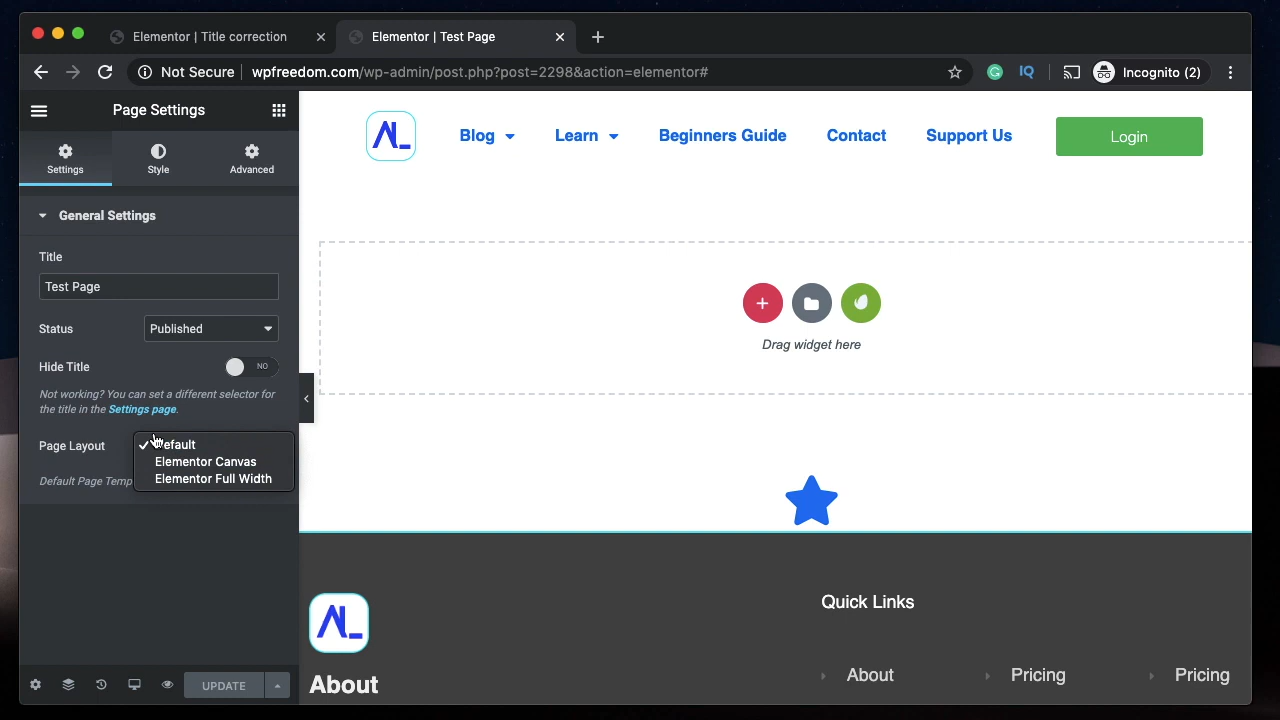 Elementor | Title correction
Elementor | Test Page
Not Secure
wpfreedom.com/wp-admin/post.php?post=2298&action=elementor#
IQ
Incognito (2)
Page Settings
Settings
Style
Advanced
General Settings
Title
Test Page
Status
Published
Hide Title
NO
Not working? You can set a different selector for
the title in the Settings page.
Page Layout
Default Page Temp
✓
efault
Elementor Canvas
Elementor Full Width
UPDATE
AL_
Blog
Learn
Beginners Guide
Contact
Support Us
Login
Drag widget here
AL_
About
Quick Links
About
Pricing
Pricing